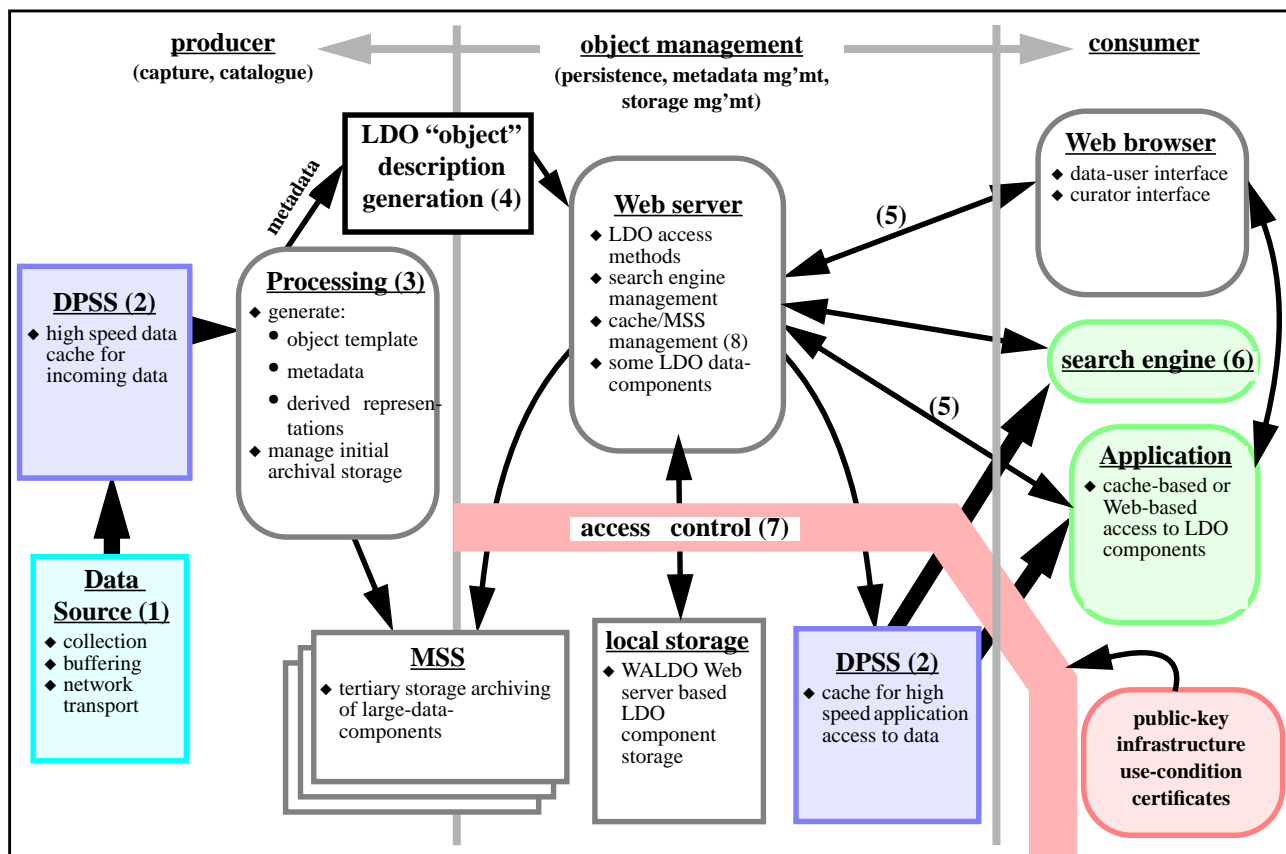 producer
(capture, catalogue)
object management
(persistence, metadata mg’mt,
storage mg’mt)
consumer
LDO “object”
description
generation (4)
metadata
Web server
◆ LDO access
methods
◆ search engine
management
◆ cache/MSS
management (8)
◆ some LDO data-
components
Web browser
◆ data-user interface
◆ curator interface
(5)
DPSS (2)
◆ high speed data
cache for
incoming data
Processing (3)
◆ generate:
• object template
• metadata
• derived represen-
tations
◆ manage initial
archival storage
search engine (6)
(5)
Application
◆ cache-based or
Web-based
access to LDO
components
access control (7)
Data
Source (1)
◆ collection
◆ buffering
◆ network
transport
MSS
◆ tertiary storage archiving
of large-data-
components
local storage
◆ WALDO Web
server based
LDO
component
storage
DPSS (2)
◆ cache for high
speed application
access to data
public-key
infrastructure
use-condition
certificates